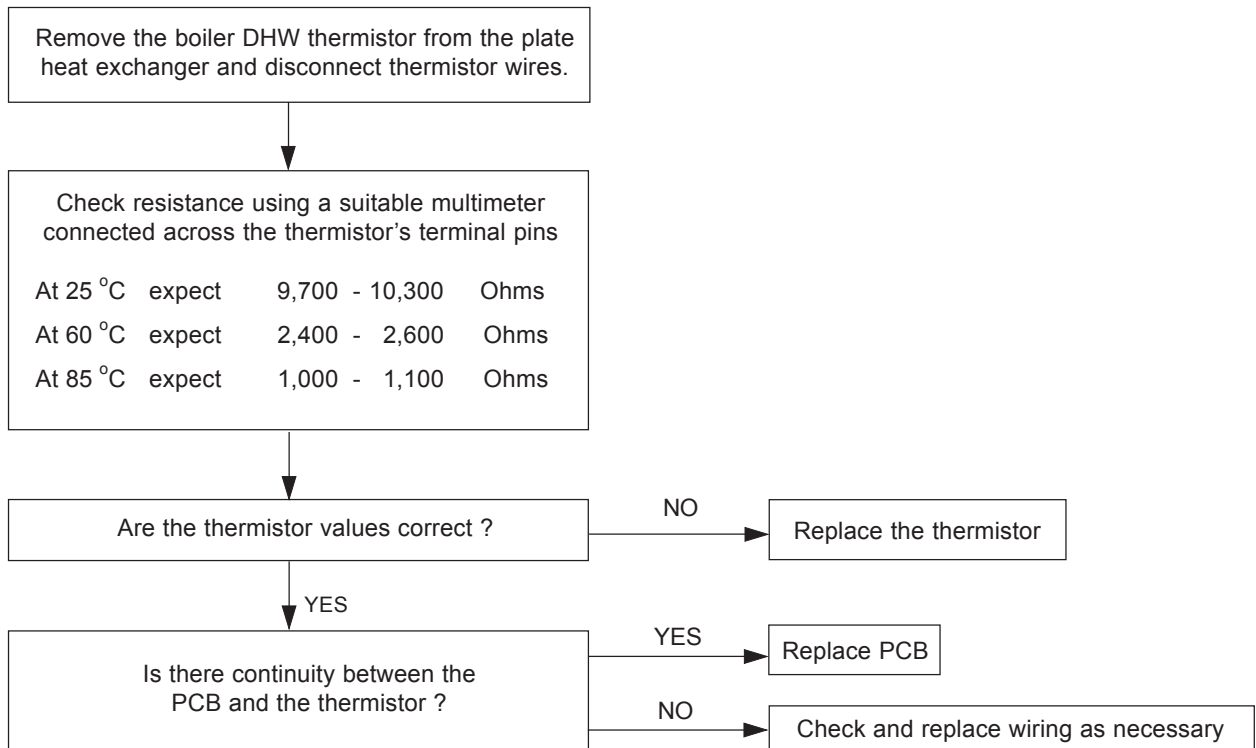 Remove the boiler DHW thermistor from the plate
heat exchanger and disconnect thermistor wires.
Check resistance using a suitable multimeter
connected across the thermistor's terminal pins
At 25 °C expect 9,700 - 10,300 Ohms
At 60 °C expect 2,400 - 2,600 Ohms
At 85 °C expect 1,000 - 1,100 Ohms
Are the thermistor values correct ?
NO
Replace the thermistor
YES
Is there continuity between the
PCB and the thermistor ?
YES
Replace PCB
NO
Check and replace wiring as necessary